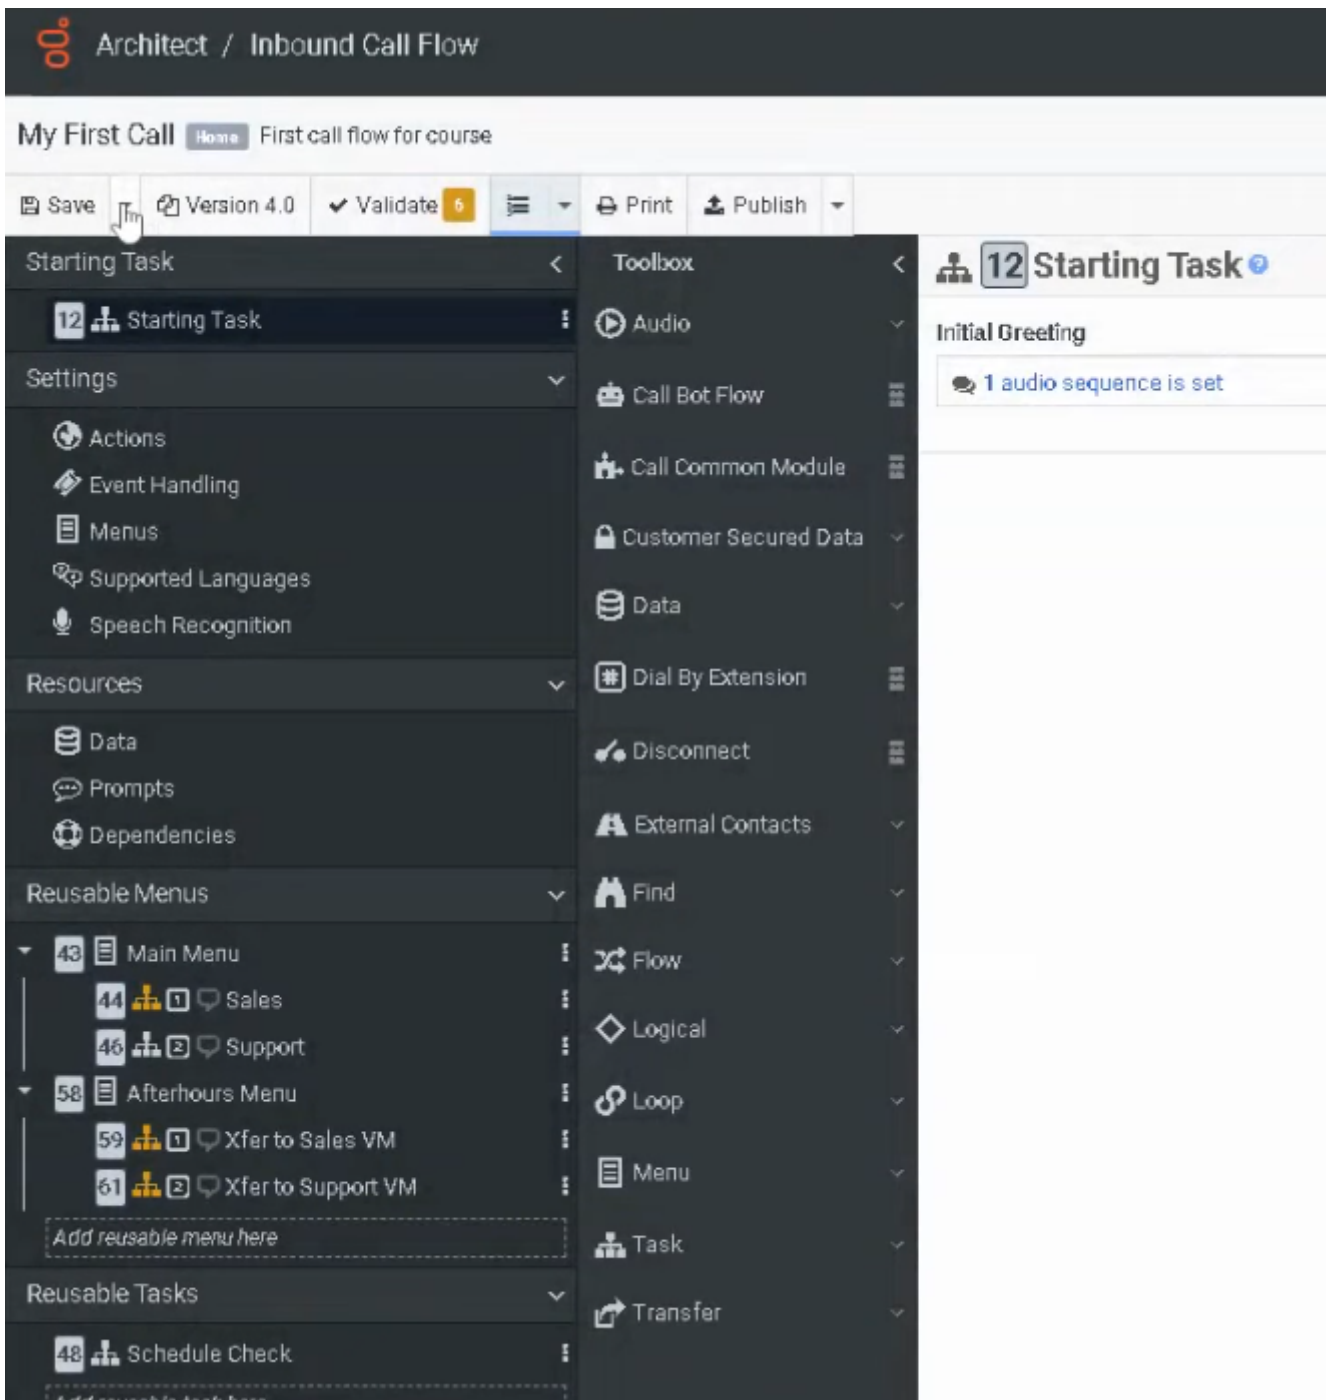 Architect / Inbound Call Flow
My First Call Home First call flow for course
Save Version 4.0 Validate 6 Print Publish
Starting Task
12 Starting Task
Settings
Actions
Event Handling
Menus
Supported Languages
Speech Recognition
Resources
Data
Prompts
Dependencies
Reusable Menus
43 Main Menu
44 1 Sales
46 2 Support
58 Afterhours Menu
59 1 Xfer to Sales VM
61 2 Xfer to Support VM
Add reusable menu here
Reusable Tasks
48 Schedule Check
Add reusable task here
Toolbox
Audio
Call Bot Flow
Call Common Module
Customer Secured Data
Data
Dial By Extension
Disconnect
External Contacts
Find
Flow
Logical
Loop
Menu
Task
Transfer
12 Starting Task
Initial Greeting
1 audio sequence is set